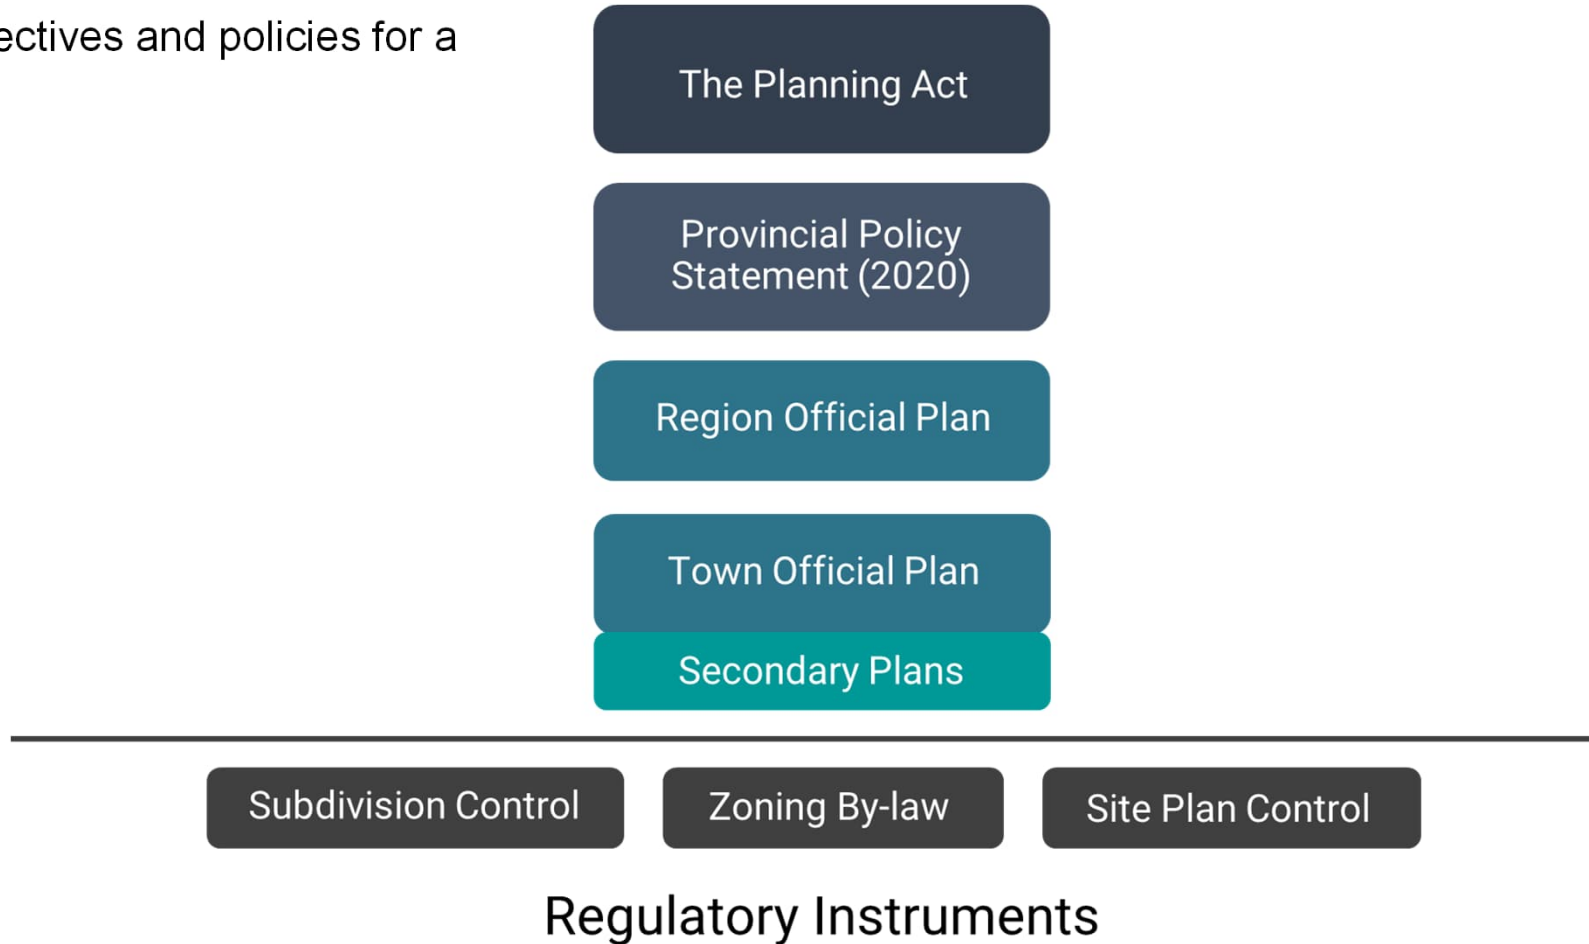 and policies for a
The Planning Act
Provincial Policy
Statement (2020)
Region Official Plan
Town Official Plan
Secondary Plans
Subdivision Control
Zoning By-law
Site Plan Control
Regulatory Instruments